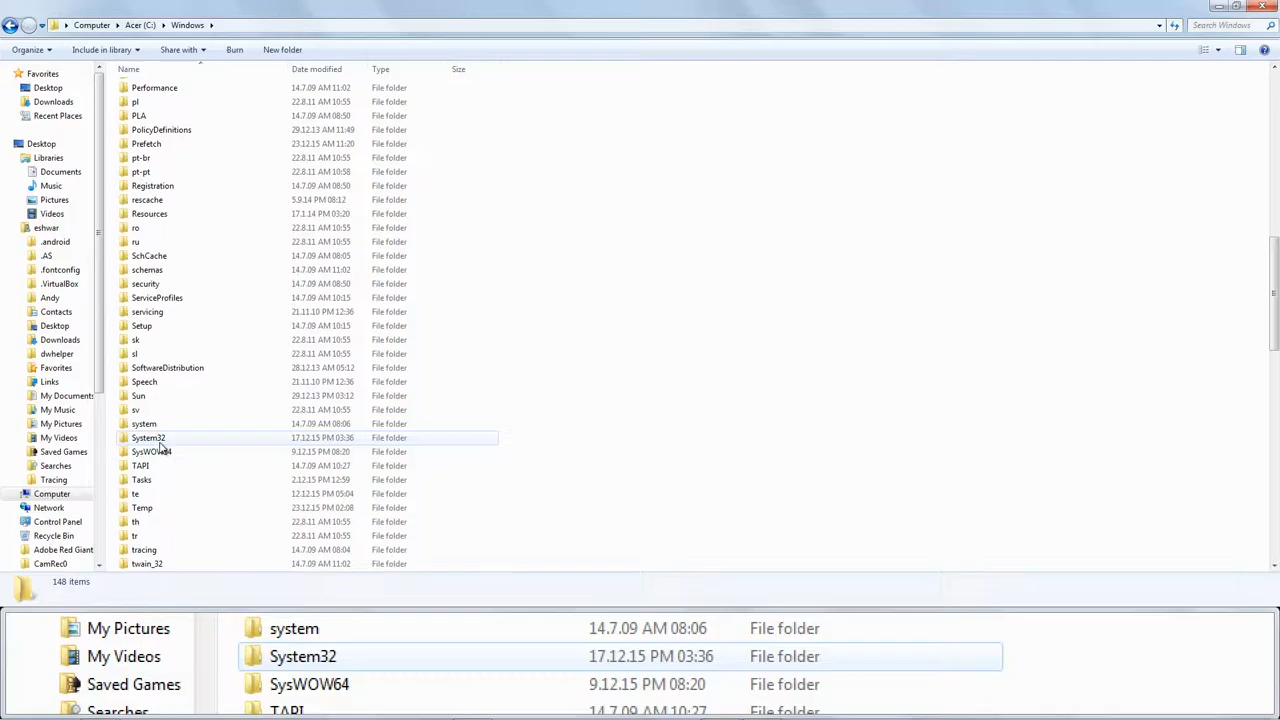 Computer Acer (C:) Windows Search Windows
Organize Include in library Share with Burn New folder
Favorites
Desktop
Downloads
Recent Places
Desktop
Libraries
Documents
Music
Pictures
Videos
eshwar
.android
.AS
.fontconfig
.VirtualBox
Andy
Contacts
Desktop
Downloads
dwhelper
Favorites
Links
My Documents
My Music
My Pictures
My Videos
Saved Games
Searches
Tracing
Computer
Network
Control Panel
Recycle Bin
Adobe Red Giant
CamRec0
Name Date modified Type Size
Performance 14.7.09 AM 11:02 File folder
pl 22.8.11 AM 10:55 File folder
PLA 14.7.09 AM 08:50 File folder
PolicyDefinitions 29.12.13 AM 11:49 File folder
Prefetch 23.12.15 AM 11:20 File folder
pt-br 22.8.11 AM 10:55 File folder
pt-pt 22.8.11 AM 10:58 File folder
Registration 14.7.09 AM 08:50 File folder
rescache 5.9.14 PM 08:12 File folder
Resources 17.1.14 PM 03:20 File folder
ro 22.8.11 AM 10:55 File folder
ru 22.8.11 AM 10:55 File folder
SchCache 14.7.09 AM 08:05 File folder
schemas 14.7.09 AM 11:02 File folder
security 14.7.09 AM 08:50 File folder
ServiceProfiles 14.7.09 AM 10:15 File folder
servicing 21.11.10 PM 12:36 File folder
Setup 14.7.09 AM 10:15 File folder
sk 22.8.11 AM 10:55 File folder
sl 22.8.11 AM 10:55 File folder
SoftwareDistribution 28.12.13 AM 05:12 File folder
Speech 21.11.10 PM 12:36 File folder
Sun 29.12.13 PM 03:12 File folder
sv 22.8.11 AM 10:55 File folder
system 14.7.09 AM 08:06 File folder
System32 17.12.15 PM 03:36 File folder
SysWOW64 9.12.15 PM 08:20 File folder
TAPI 14.7.09 AM 10:27 File folder
Tasks 2.12.15 PM 12:59 File folder
te 12.12.15 PM 05:04 File folder
Temp 23.12.15 PM 02:08 File folder
th 22.8.11 AM 10:55 File folder
tr 22.8.11 AM 10:55 File folder
tracing 14.7.09 AM 08:04 File folder
twain_32 14.7.09 AM 11:02 File folder
148 items
My Pictures system 14.7.09 AM 08:06 File folder
My Videos System32 17.12.15 PM 03:36 File folder
Saved Games SysWOW64 9.12.15 PM 08:20 File folder
Searches TAPI 14.7.09 AM 10:27 File folder